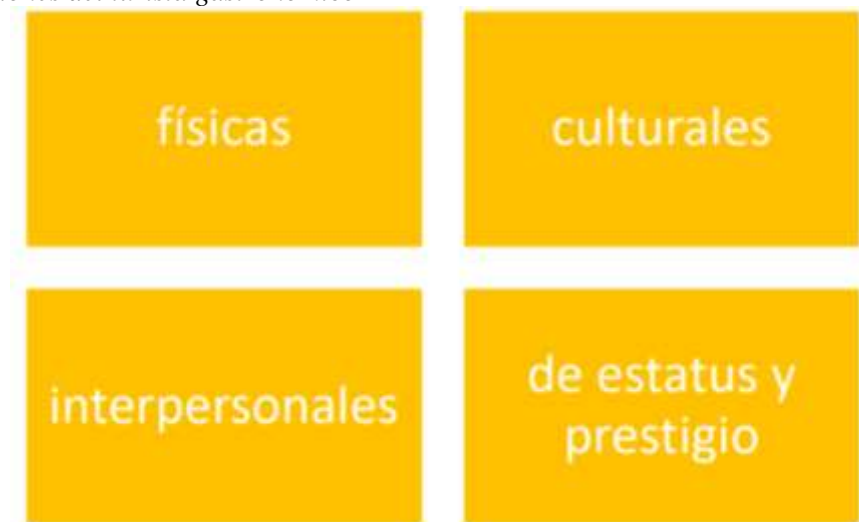 físicas
culturales
interpersonales
de estatus y
prestigio